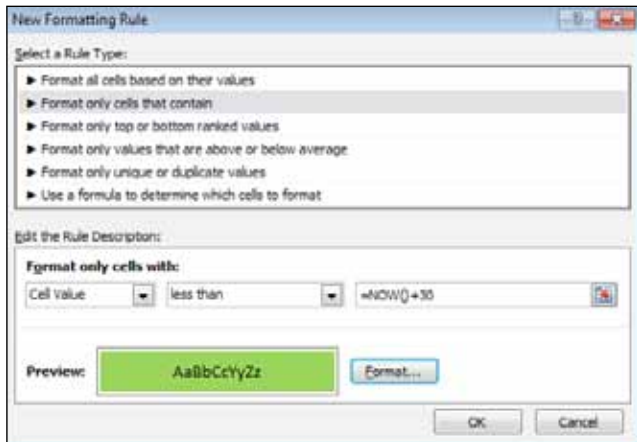 New Formatting Rule
Select a Rule Type:
► Format all cells based on their values
► Format only cells that contain
► Format only top or bottom ranked values
► Format only values that are above or below average
► Format only unique or duplicate values
► Use a formula to determine which cells to format
Edit the Rule Description:
Format only cells with:
Cell Value less than =NOW()+30
Preview: AaBbCcYyZz Format...
OK Cancel